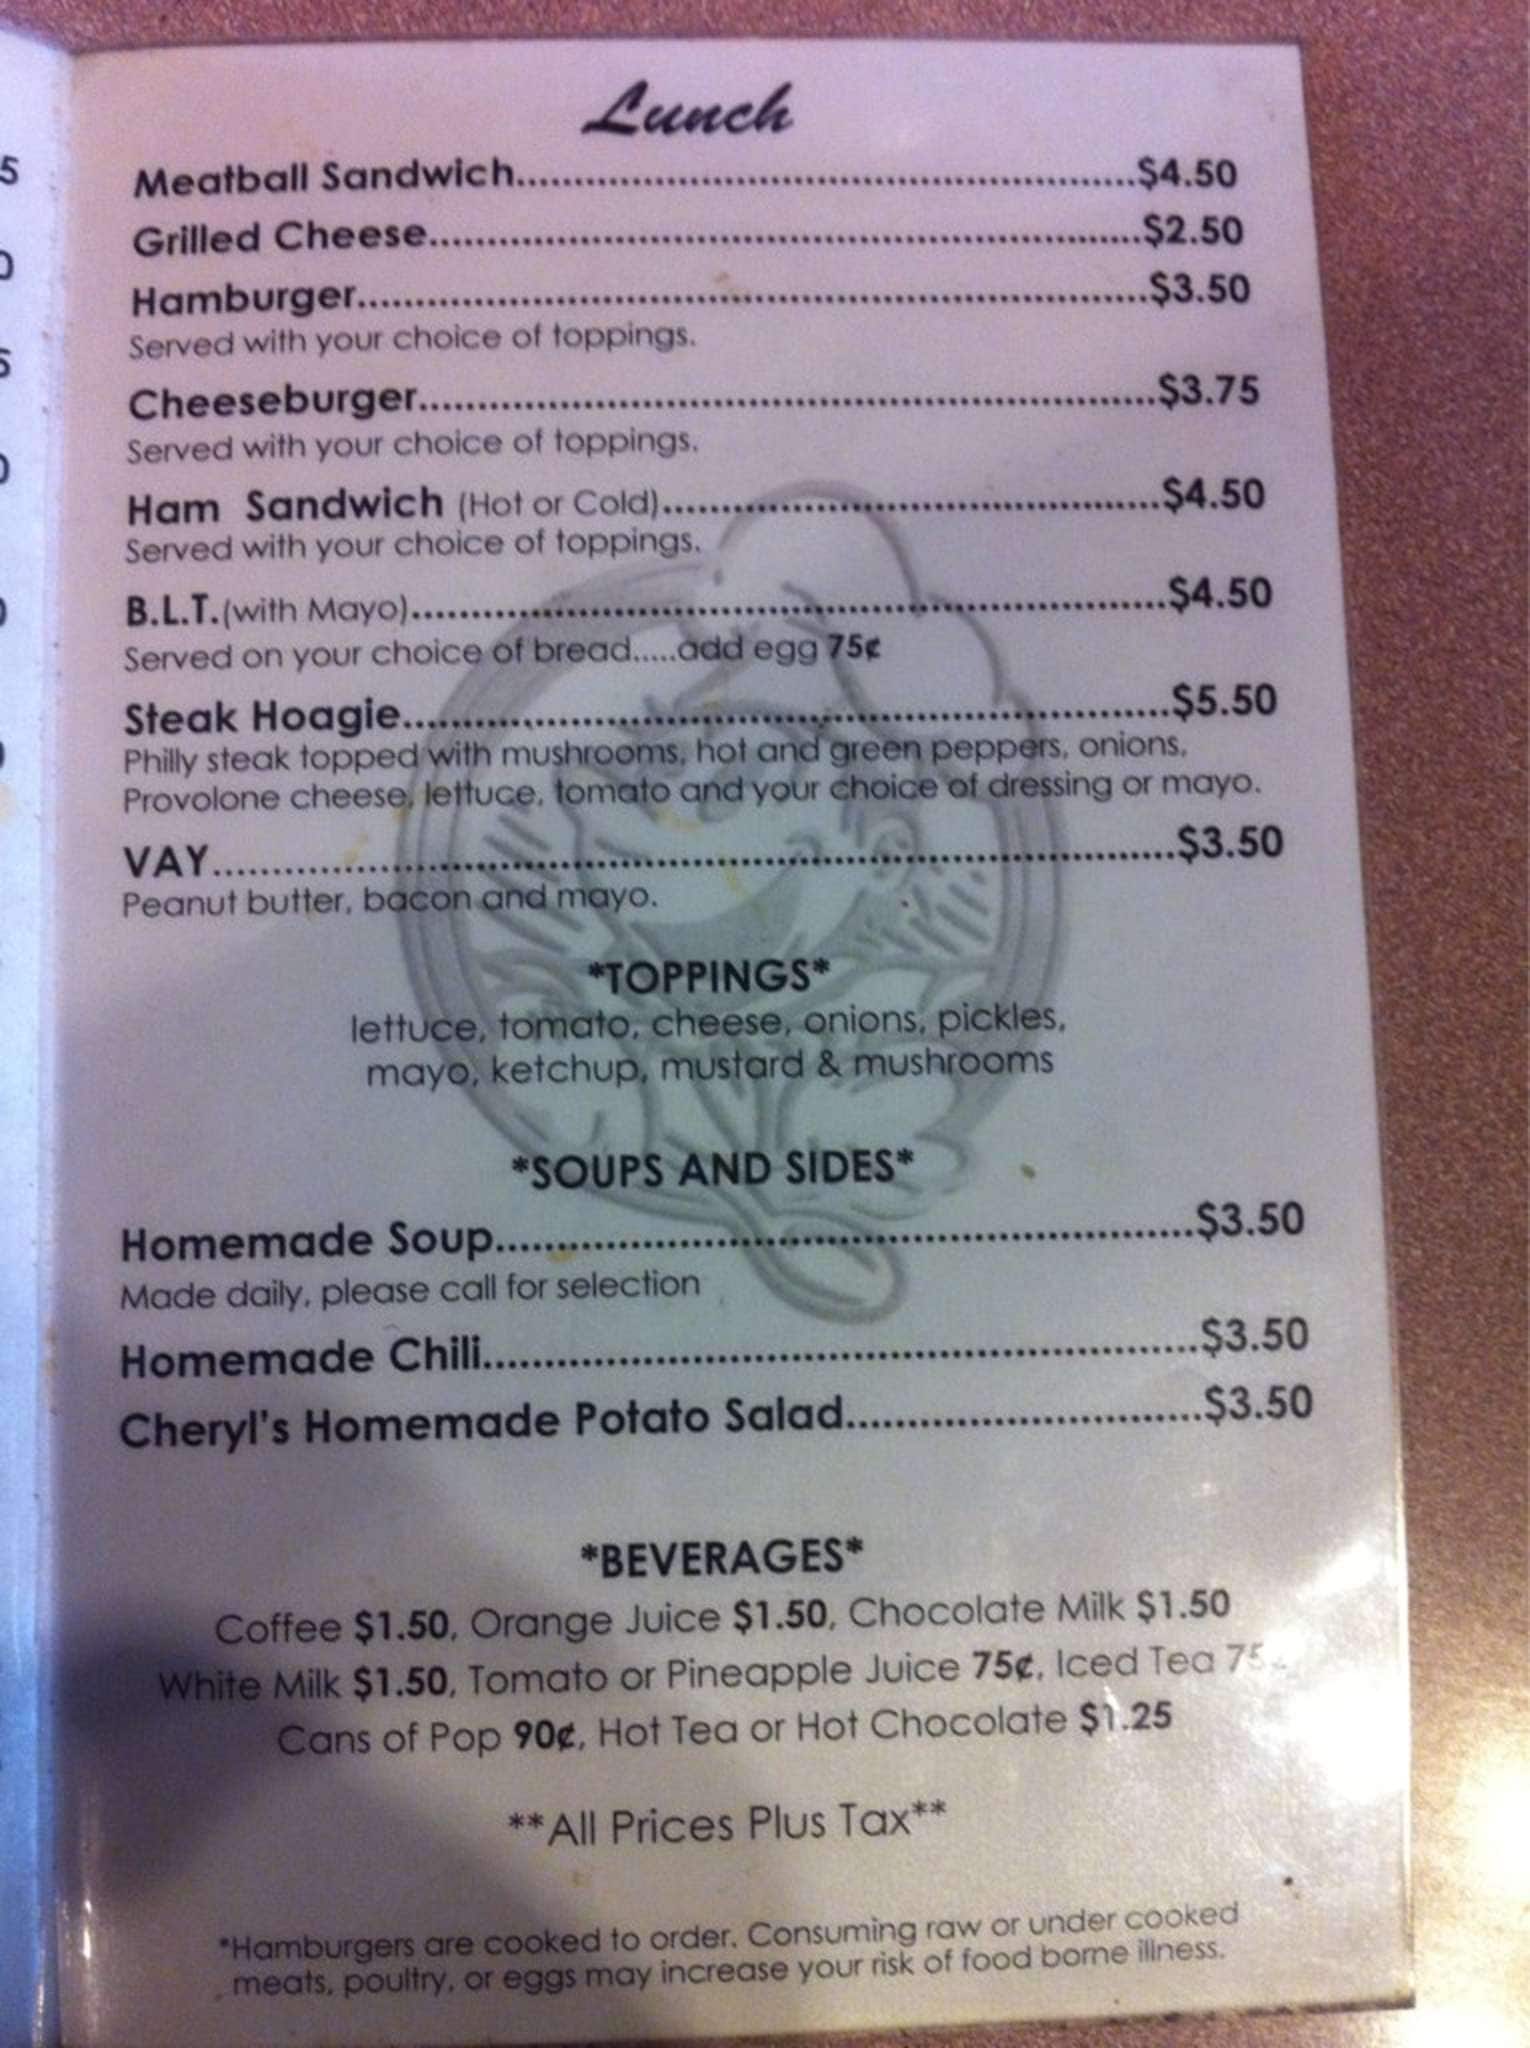 Lunch
Meatball Sandwich.......................................................$4.50
Grilled Cheese...............................................................$2.50
Hamburger.....................................................................$3.50
Served with your choice of toppings.
Cheeseburger................................................................$3.75
Served with your choice of toppings.
Ham Sandwich (Hot or Cold)...........................................$4.50
Served with your choice of toppings.
B.L.T.(with Mayo)..................................................................$4.50
Served on your choice of bread.....add egg 75¢
Steak Hoagie...................................................................$5.50
Philly steak topped with mushrooms, hot and green peppers, onions,
Provolone cheese, lettuce, tomato and your choice of dressing or mayo.
VAY....................................................................................$3.50
Peanut butter, bacon and mayo.
*TOPPINGS*
lettuce, tomato, cheese, onions, pickles,
mayo, ketchup, mustard & mushrooms
*SOUPS AND SIDES*
Homemade Soup...........................................................$3.50
Made daily, please call for selection
Homemade Chili............................................................$3.50
Cheryl's Homemade Potato Salad..............................$3.50
*BEVERAGES*
Coffee $1.50, Orange Juice $1.50, Chocolate Milk $1.50
White Milk $1.50, Tomato or Pineapple Juice 75¢, Iced Tea 75¢
Cans of Pop 90¢, Hot Tea or Hot Chocolate $1.25
**All Prices Plus Tax**
*Hamburgers are cooked to order. Consuming raw or under cooked
meats, poultry, or eggs may increase your risk of food borne illness.